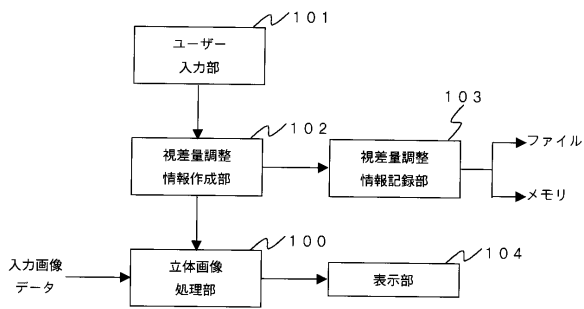 １０１
ユーザー
入力部
１０２
視差量調整
情報作成部
１０３
視差量調整
情報記録部
ファイル
メモリ
入力画像
データ
１００
立体画像
処理部
１０４
表示部